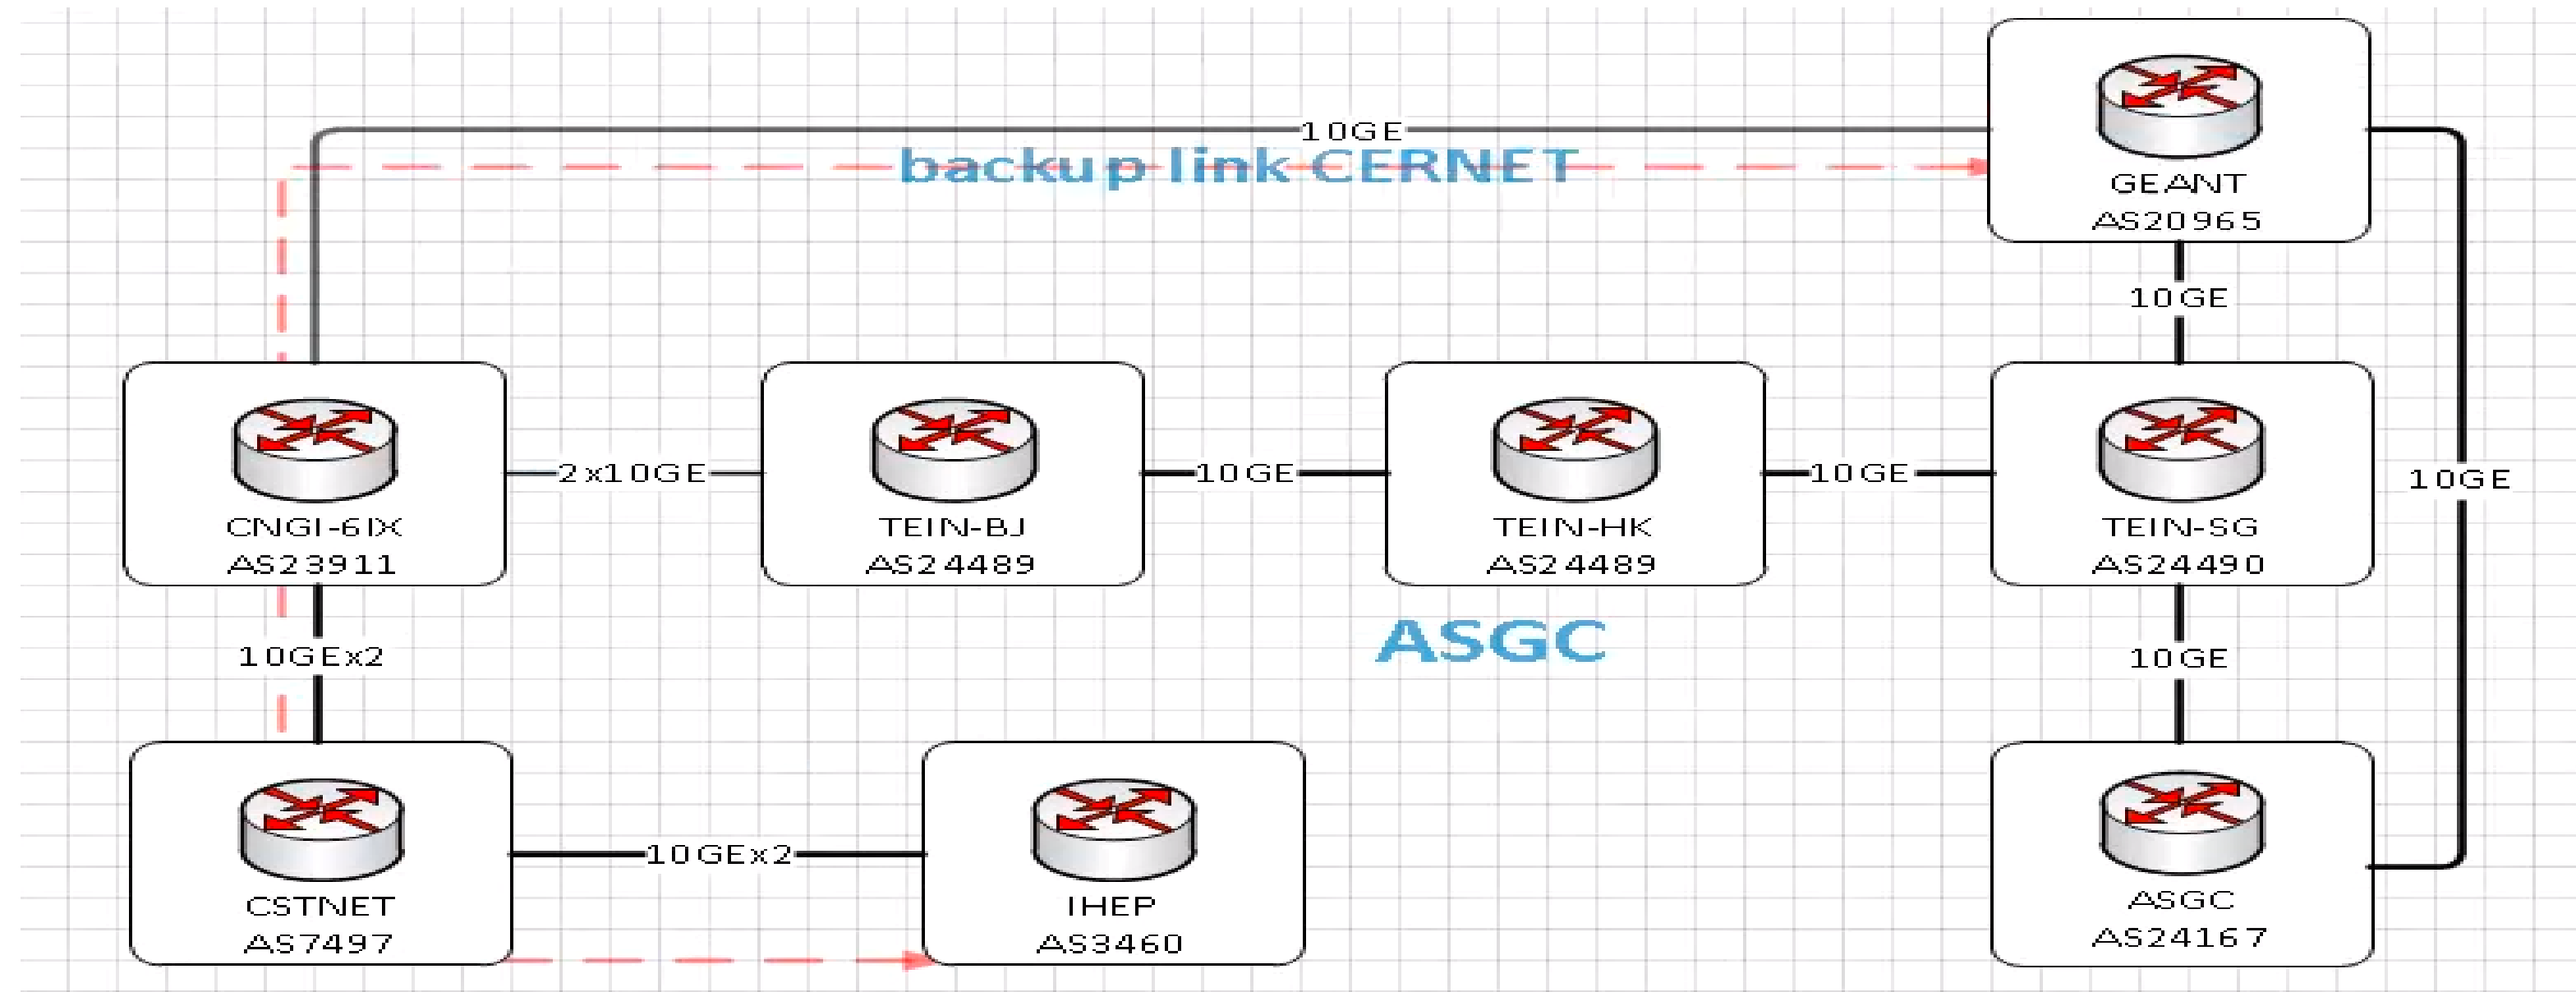 10GE
backup link CERNET
GEANT
AS20965
10GE
CNGI-6IX
AS23911
2x10GE
TEIN-BJ
AS24489
10GE
TEIN-HK
AS24489
10GE
TEIN-SG
AS24490
10GE
10GEx2
ASGC
10GE
CSTNET
AS7497
10GEx2
IHEP
AS3460
ASGC
AS24167